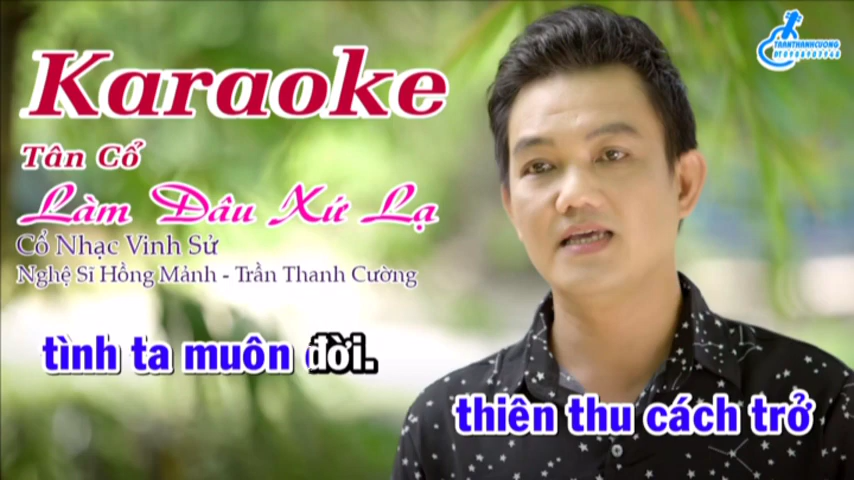 TRANTHANHCUONG
Karaoke
Tân Cổ
Làm Dâu Xứ Lạ
Cổ Nhạc Vinh Sử
Nghệ Sĩ Hồng Mảnh - Trần Thanh Cường
tình ta muôn đời.
thiên thu cách trở